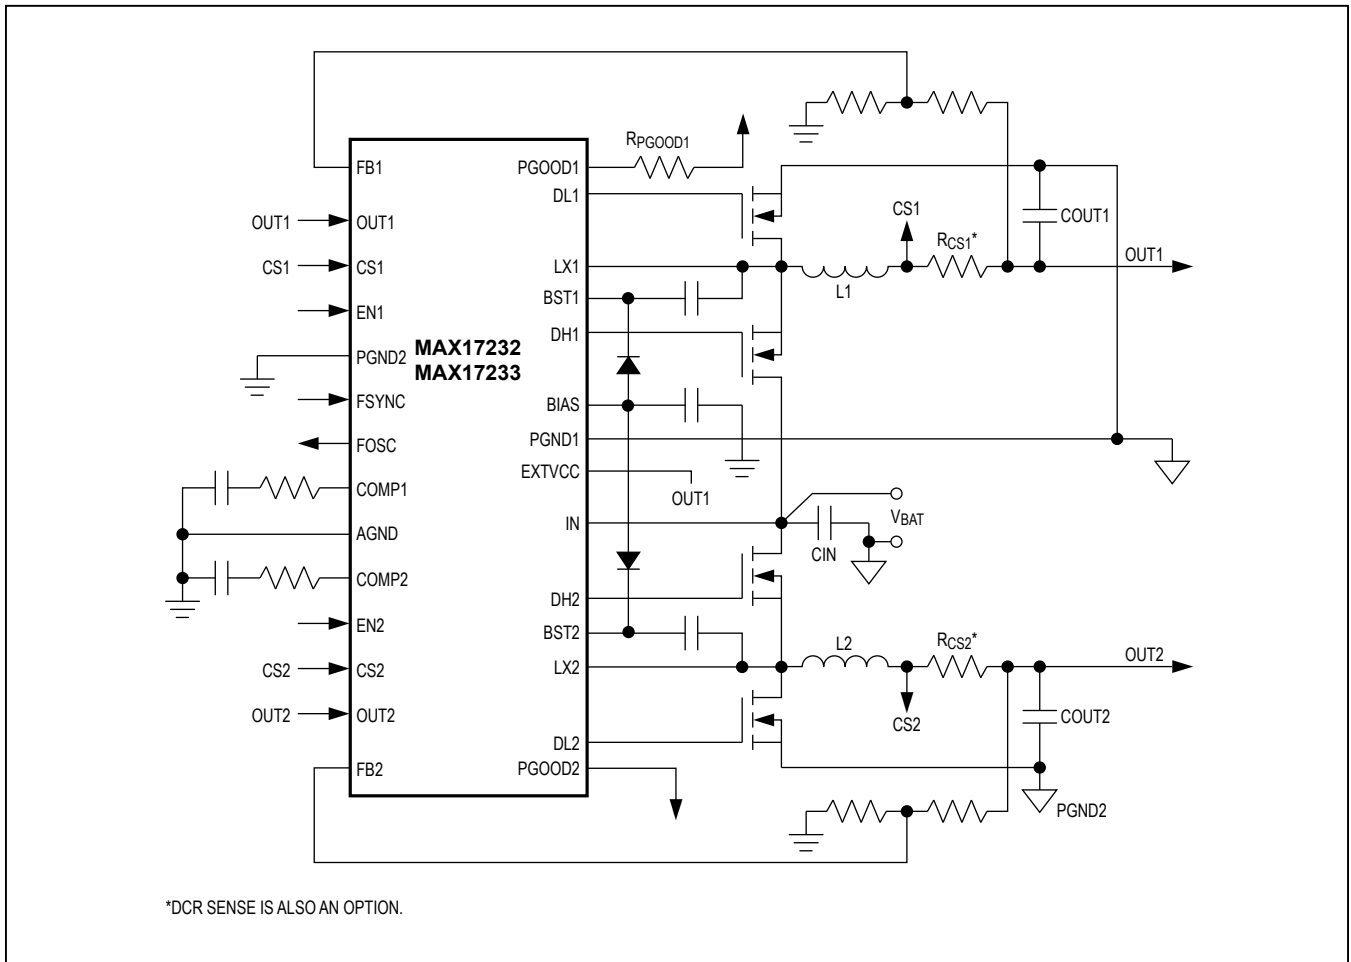 RPGOOD1
FB1
PGOOD1
DL1
OUT1
OUT1
CS1
COUT1
RCS1*
OUT1
CS1
CS1
LX1
L1
BST1
EN1
DH1
PGND2
MAX17232
MAX17233
FSYNC
BIAS
PGND1
FOSC
EXTVCC
OUT1
COMP1
IN
VBAT
AGND
CIN
COMP2
DH2
EN2
BST2
L2
RCS2*
OUT2
CS2
CS2
LX2
CS2
OUT2
OUT2
COUT2
DL2
FB2
PGOOD2
PGND2
*DCR SENSE IS ALSO AN OPTION.